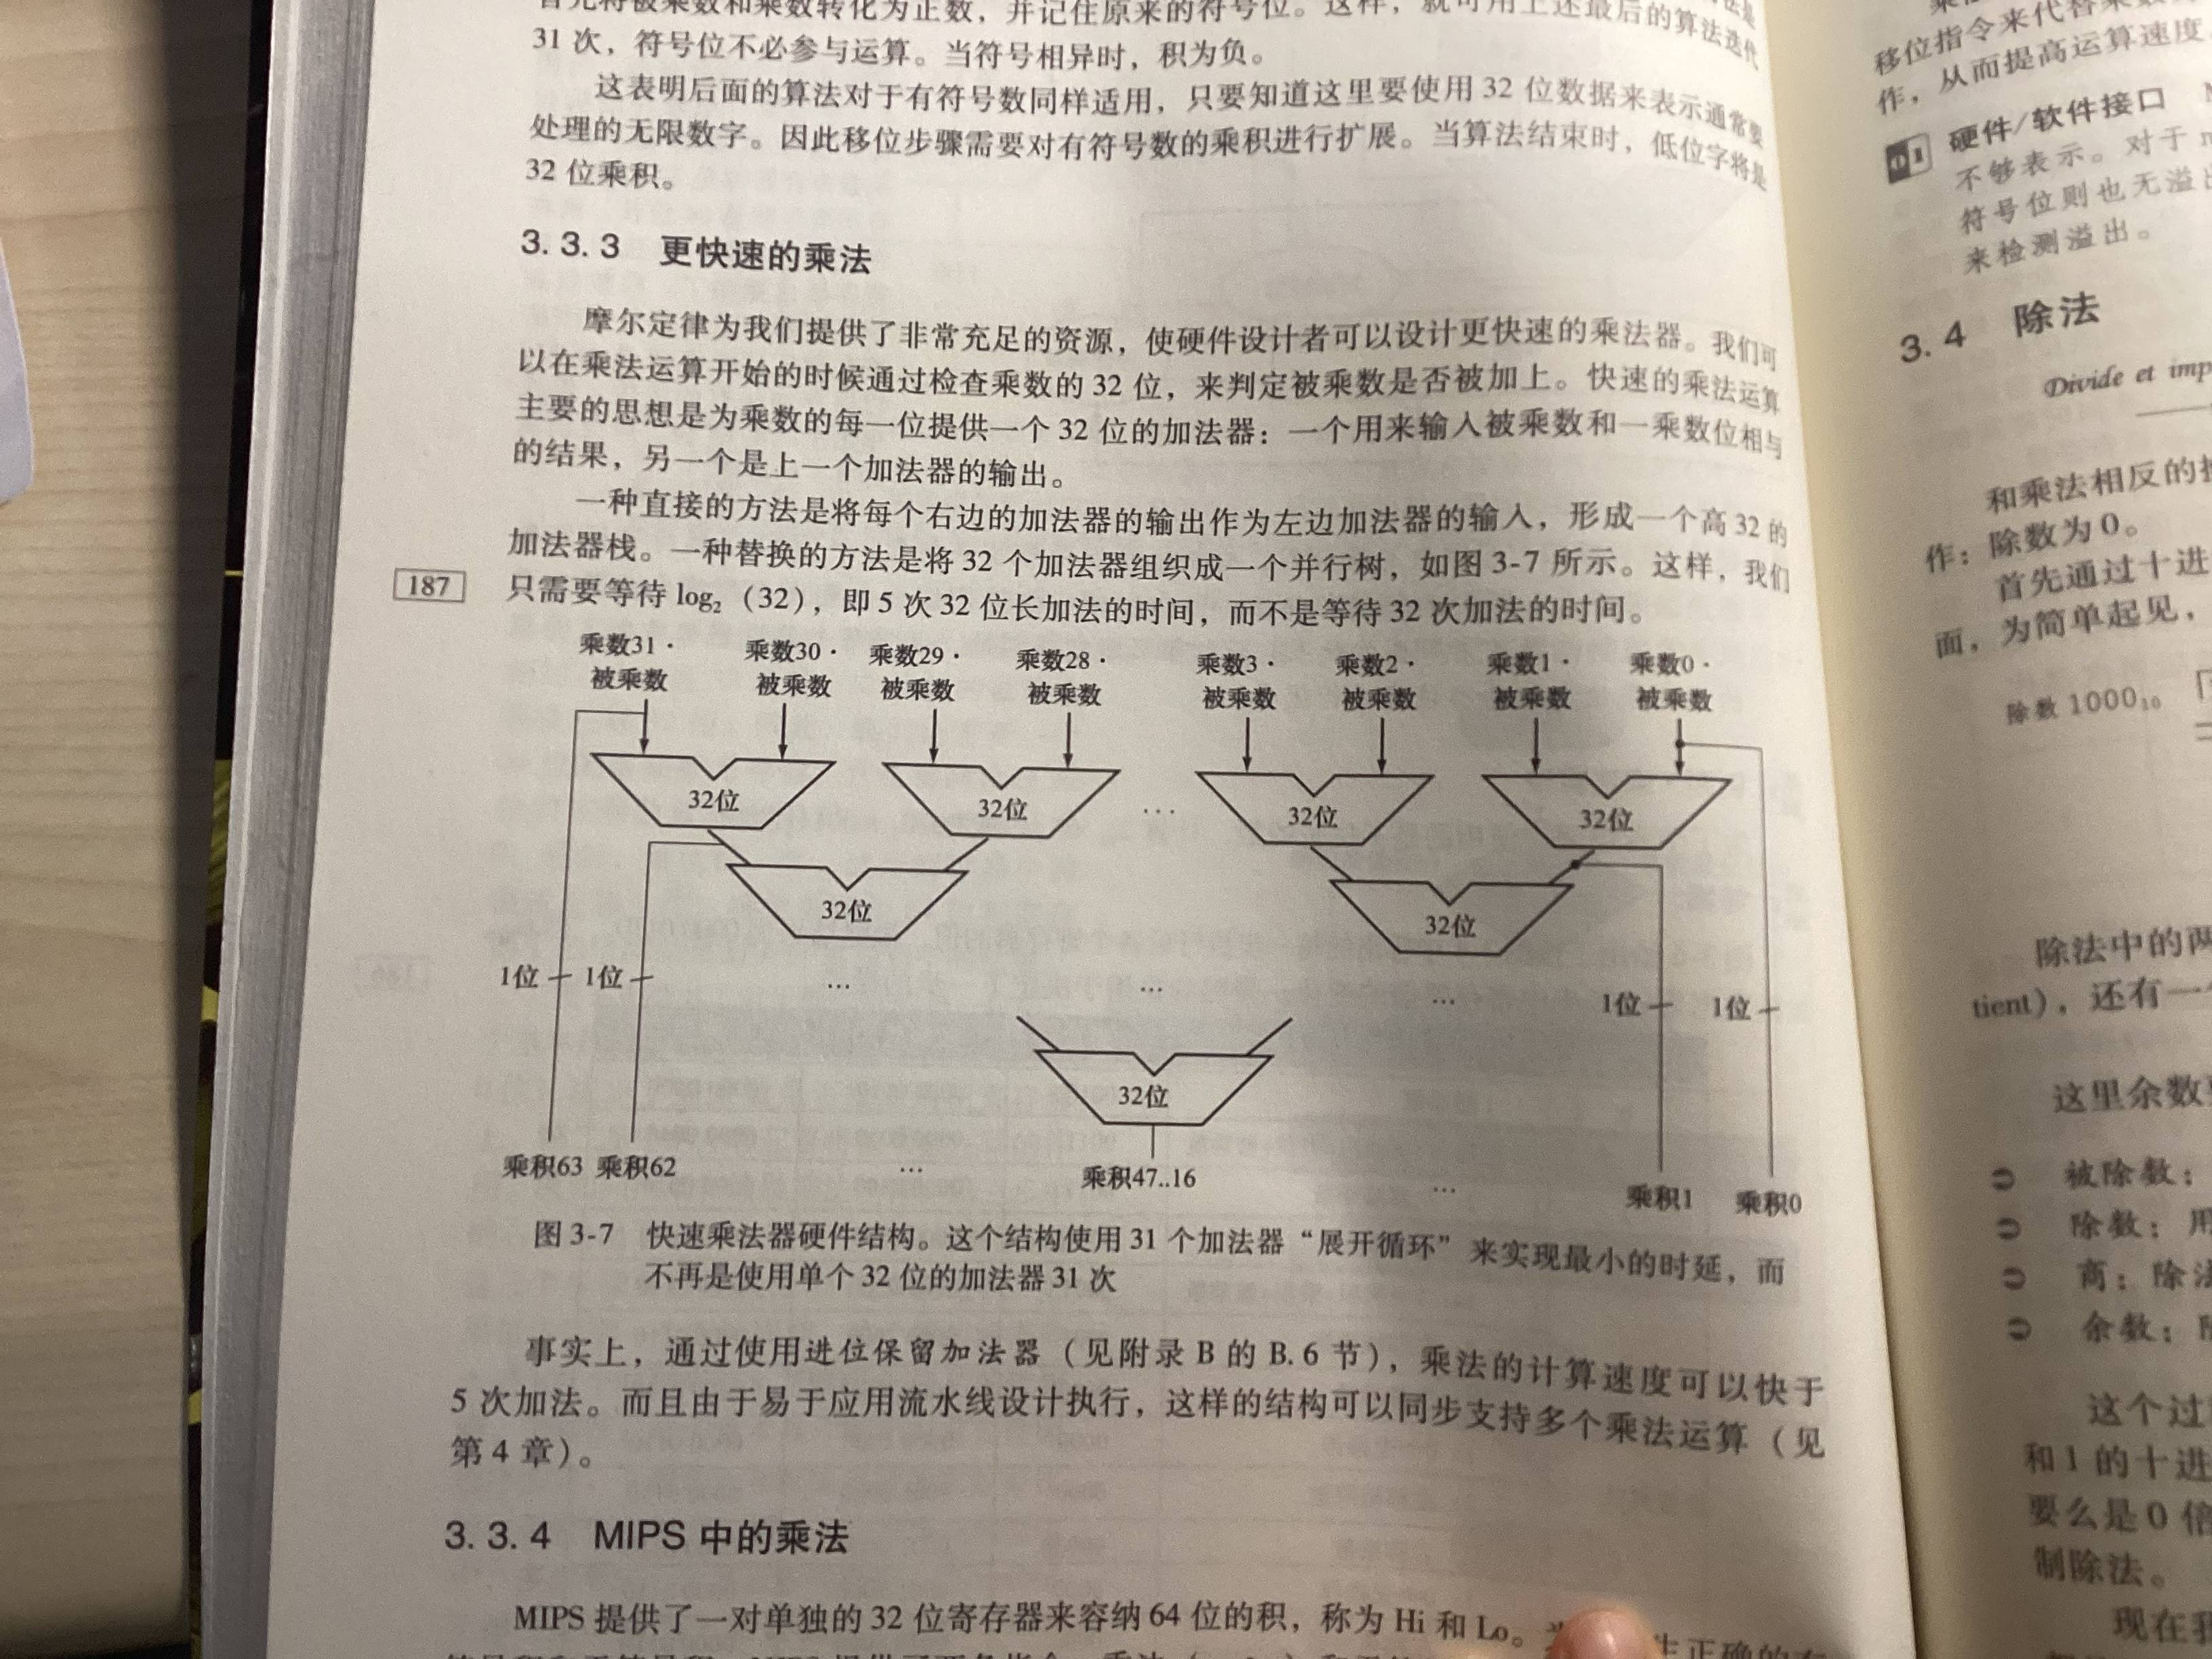 首先将被乘数和乘数转化为正数，并记住原来的符号位。这样，就可用上述最后的算法迭代
31 次，符号位不必参与运算。当符号相异时，积为负。
这表明后面的算法对于有符号数同样适用，只要知道这里要使用 32 位数据来表示通常要
处理的无限数字。因此移位步骤需要对有符号数的乘积进行扩展。当算法结束时，低位字将是
32 位乘积。
3.3.3 更快速的乘法
摩尔定律为我们提供了非常充足的资源，使硬件设计者可以设计更快速的乘法器。我们可
以在乘法运算开始的时候通过检查乘数的 32 位，来判定被乘数是否被加上。快速的乘法运算
主要的思想是为乘数的每一位提供一个 32 位的加法器：一个用来输入被乘数和一乘数位相与
的结果，另一个是上一个加法器的输出。
一种直接的方法是将每个右边的加法器的输出作为左边加法器的输入，形成一个高 32 的
加法器栈。一种替换的方法是将 32 个加法器组织成一个并行树，如图 3-7 所示。这样，我们
187 只需要等待 log₂（32），即 5 次 32 位长加法的时间，而不是等待 32 次加法的时间。
乘数31· 乘数30· 乘数29· 乘数28· 乘数3· 乘数2· 乘数1· 乘数0·
被乘数 被乘数 被乘数 被乘数 被乘数 被乘数 被乘数 被乘数
32位 32位 … 32位 32位
32位 32位
1位 1位 … … … 1位 1位
32位
乘积63 乘积62 … 乘积47..16 … 乘积1 乘积0
图 3-7 快速乘法器硬件结构。这个结构使用 31 个加法器“展开循环”来实现最小的时延，而
不再是使用单个 32 位的加法器 31 次
事实上，通过使用进位保留加法器（见附录 B 的 B.6 节），乘法的计算速度可以快于
5 次加法。而且由于易于应用流水线设计执行，这样的结构可以同步支持多个乘法运算（见
第 4 章）。
3.3.4 MIPS 中的乘法
MIPS 提供了一对单独的 32 位寄存器来容纳 64 位的积，称为 Hi 和 Lo。 生正确的有
移位指令来代替乘数
，从而提高运算速度
作，
硬件/软件接口
不够表示。对于
符号位则也无溢出
来检测溢出。
3.4 除法
Divide et imp
和乘法相反的
作：除数为 0。
首先通过十进
面，为简单起见，
除数 1000₁₀
除法中的两
tient)，还有一
这里余数
被除数：
除数：用
商：除法
余数：
这个过
和 1 的十进
要么是 0 倍
制除法。
现在我